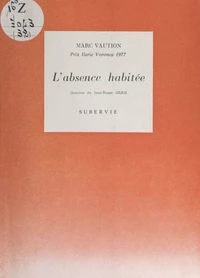 Z
MARC VAUTION
Prix Ilarie Voronca 1977
L'absence habitée
SUBERVIE